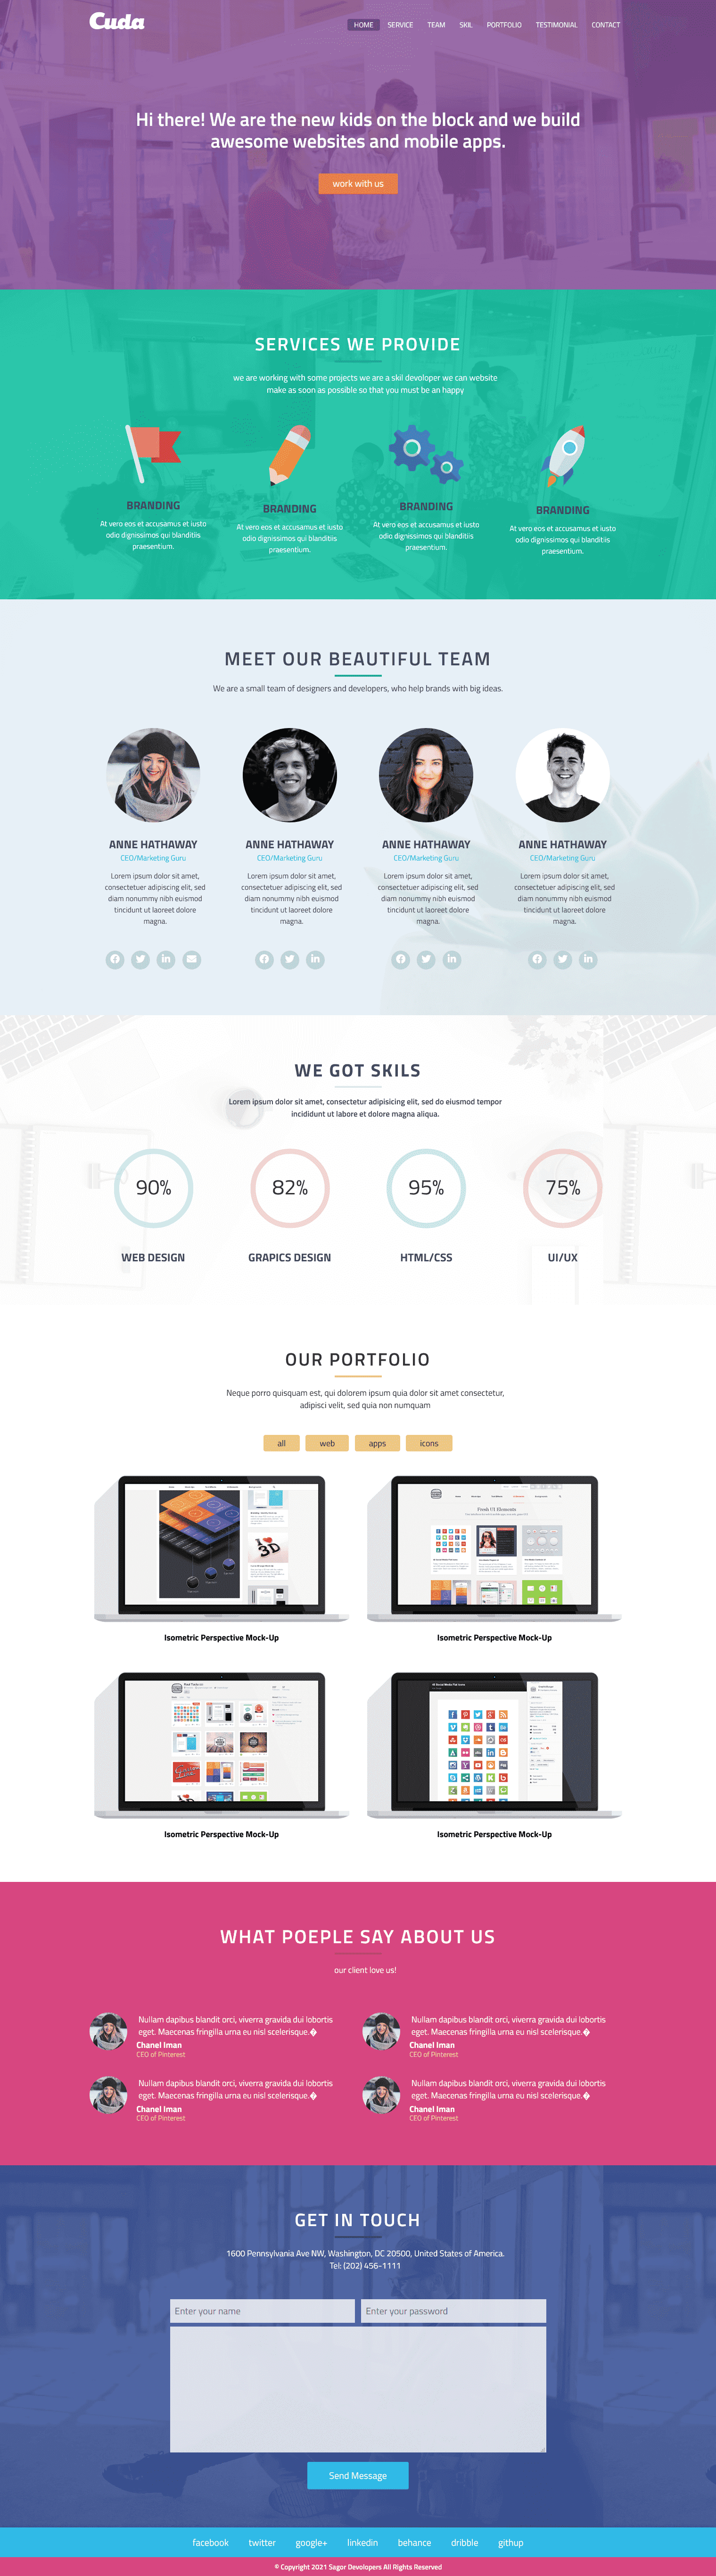 Cuda
HOME SERVICE TEAM SKIL PORTFOLIO TESTIMONIAL CONTACT
Hi there! We are the new kids on the block and we build
awesome websites and mobile apps.
work with us
SERVICES WE PROVIDE
we are working with some projects we are a skil devoloper we can website
make as soon as possible so that you must be an happy
BRANDING
At vero eos et accusamus et iusto
odio dignissimos qui blanditiis
praesentium.
BRANDING
At vero eos et accusamus et iusto
odio dignissimos qui blanditiis
praesentium.
BRANDING
At vero eos et accusamus et iusto
odio dignissimos qui blanditiis
praesentium.
BRANDING
At vero eos et accusamus et iusto
odio dignissimos qui blanditiis
praesentium.
MEET OUR BEAUTIFUL TEAM
We are a small team of designers and developers, who help brands with big ideas.
ANNE HATHAWAY
CEO/Marketing Guru
Lorem ipsum dolor sit amet,
consectetuer adipiscing elit, sed
diam nonummy nibh euismod
tincidunt ut laoreet dolore
magna.
ANNE HATHAWAY
CEO/Marketing Guru
Lorem ipsum dolor sit amet,
consectetuer adipiscing elit, sed
diam nonummy nibh euismod
tincidunt ut laoreet dolore
magna.
ANNE HATHAWAY
CEO/Marketing Guru
Lorem ipsum dolor sit amet,
consectetuer adipiscing elit, sed
diam nonummy nibh euismod
tincidunt ut laoreet dolore
magna.
ANNE HATHAWAY
CEO/Marketing Guru
Lorem ipsum dolor sit amet,
consectetuer adipiscing elit, sed
diam nonummy nibh euismod
tincidunt ut laoreet dolore
magna.
WE GOT SKILS
Lorem ipsum dolor sit amet, consectetur adipisicing elit, sed do eiusmod tempor
incididunt ut labore et dolore magna aliqua.
90% 82% 95% 75%
WEB DESIGN GRAPICS DESIGN HTML/CSS UI/UX
OUR PORTFOLIO
Neque porro quisquam est, qui dolorem ipsum quia dolor sit amet consectetur,
adipisci velit, sed quia non numquam
all web apps icons
I 3D
Fresh UI Elements
Isometric Perspective Mock-Up
Isometric Perspective Mock-Up
Isometric Perspective Mock-Up
Isometric Perspective Mock-Up
WHAT POEPLE SAY ABOUT US
our client love us!
Nullam dapibus blandit orci, viverra gravida dui lobortis
eget. Maecenas fringilla urna eu nisl scelerisque.�
Chanel Iman
CEO of Pinterest
Nullam dapibus blandit orci, viverra gravida dui lobortis
eget. Maecenas fringilla urna eu nisl scelerisque.�
Chanel Iman
CEO of Pinterest
Nullam dapibus blandit orci, viverra gravida dui lobortis
eget. Maecenas fringilla urna eu nisl scelerisque.�
Chanel Iman
CEO of Pinterest
Nullam dapibus blandit orci, viverra gravida dui lobortis
eget. Maecenas fringilla urna eu nisl scelerisque.�
Chanel Iman
CEO of Pinterest
GET IN TOUCH
1600 Pennsylvania Ave NW, Washington, DC 20500, United States of America.
Tel: (202) 456-1111
Enter your name
Enter your password
Send Message
facebook twitter google+ linkedin behance dribble githup
© Copyright 2021 Sagor Devolopers All Rights Reserved